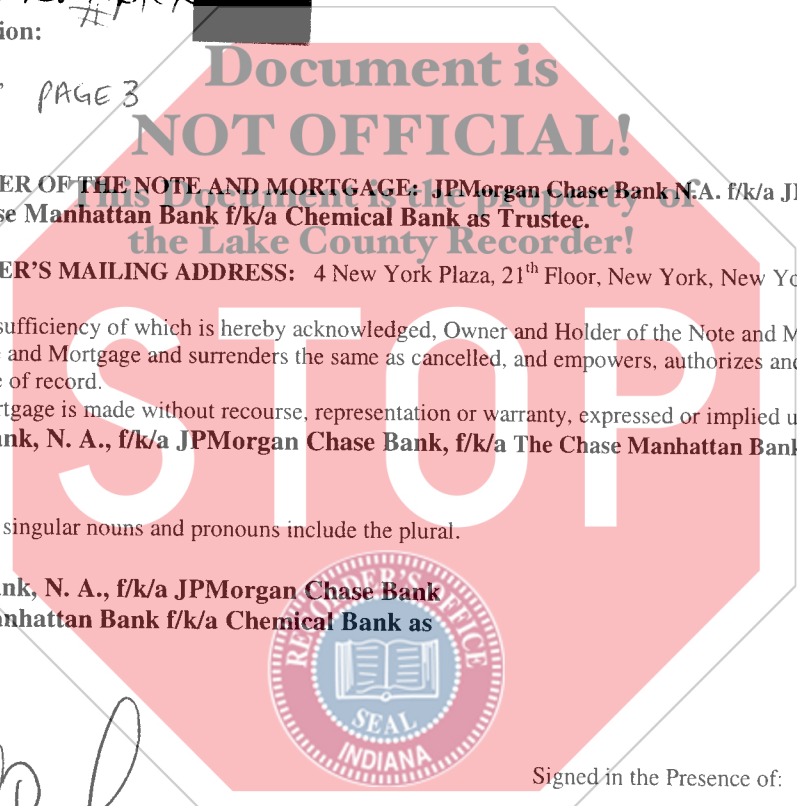 #
ion:
PAGE 3
Document is
NOT OFFICIAL!
This Document is the property of
the Lake County Recorder!
ER OF THE NOTE AND MORTGAGE: JPMorgan Chase Bank N.A. f/k/a JP
se Manhattan Bank f/k/a Chemical Bank as Trustee.
ER'S MAILING ADDRESS: 4 New York Plaza, 21th Floor, New York, New Yo
sufficiency of which is hereby acknowledged, Owner and Holder of the Note and M
e and Mortgage and surrenders the same as cancelled, and empowers, authorizes and
e of record.
rtgage is made without recourse, representation or warranty, expressed or implied u
ank, N. A., f/k/a JPMorgan Chase Bank, f/k/a The Chase Manhattan Bank
STOP
singular nouns and pronouns include the plural.
ank, N. A., f/k/a JPMorgan Chase Bank
anhattan Bank f/k/a Chemical Bank as
RECORDER'S OFFICE
SEAL
INDIANA
Signed in the Presence of: